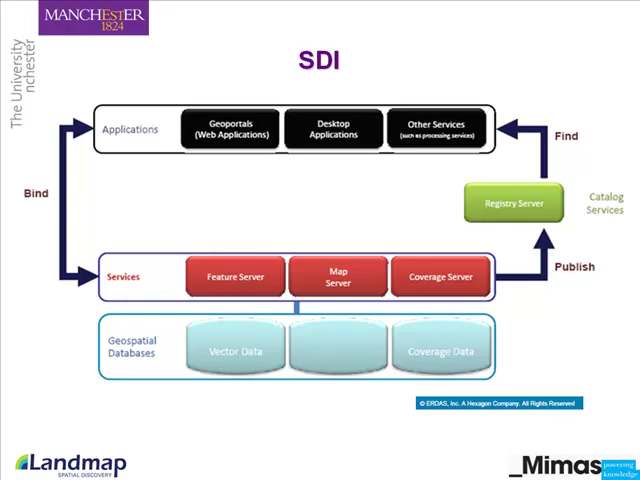 MANCHESTER
1824
The University
nchester
SDI
Applications
Geoportals
(Web Applications)
Desktop
Applications
Other Services
(such as processing services)
Find
Bind
Registry Server
Catalog
Services
Services
Feature Server
Map
Server
Coverage Server
Publish
Geospatial
Databases
Vector Data
Coverage Data
© ERDAS, Inc. A Hexagon Company. All Rights Reserved
Landmap
SPATIAL DISCOVERY
_Mimas
powering
knowledge